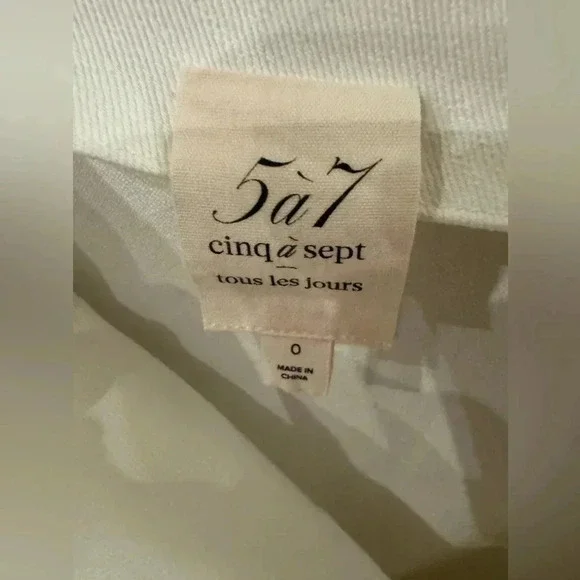 5à7
cinq à sept
tous les jours
0
MADE IN
CHINA